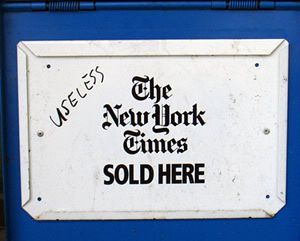 USELESS
The
New York
Times
SOLD HERE